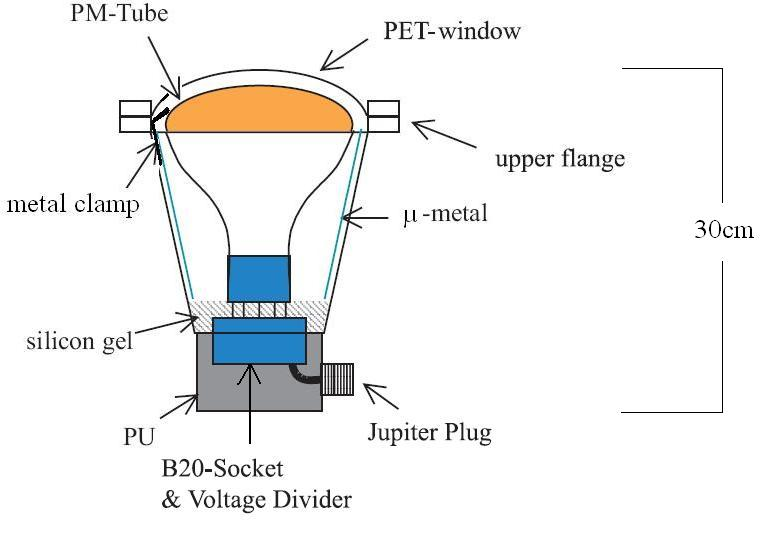 PM-Tube
PET-window
upper flange
metal clamp
μ-metal
30cm
silicon gel
PU
Jupiter Plug
B20-Socket
& Voltage Divider